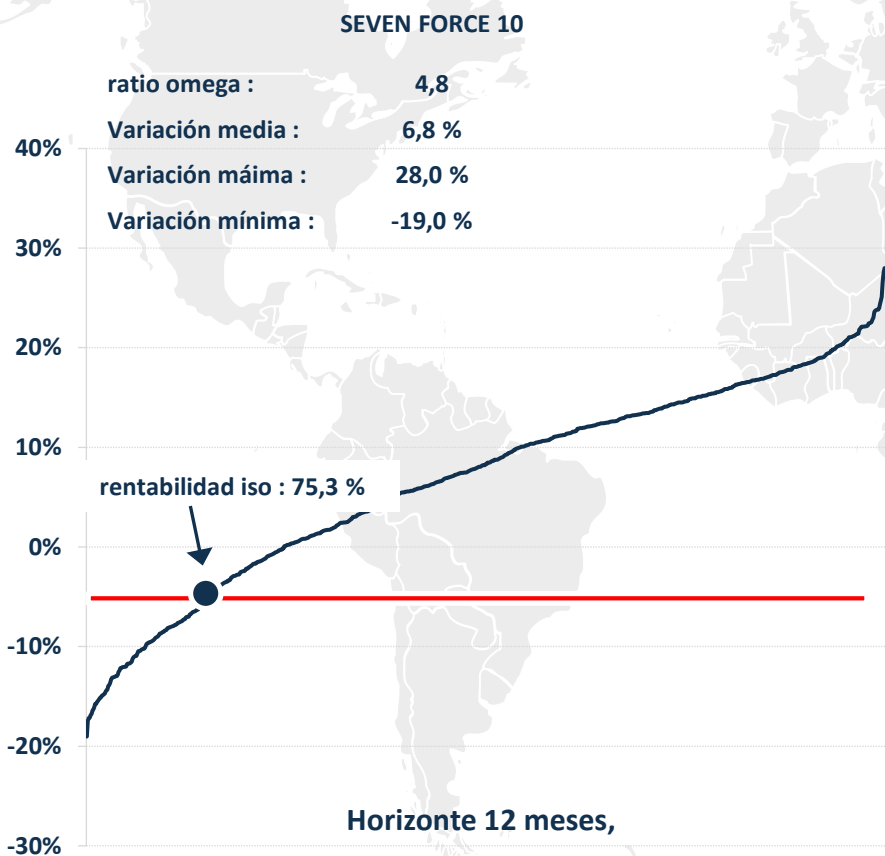 SEVEN FORCE 10
ratio omega : 4,8
Variación media : 6,8 %
Variación máima : 28,0 %
Variación mínima : -19,0 %
40%
30%
20%
10%
rentabilidad iso : 75,3 %
0%
-10%
-20%
Horizonte 12 meses,
-30%